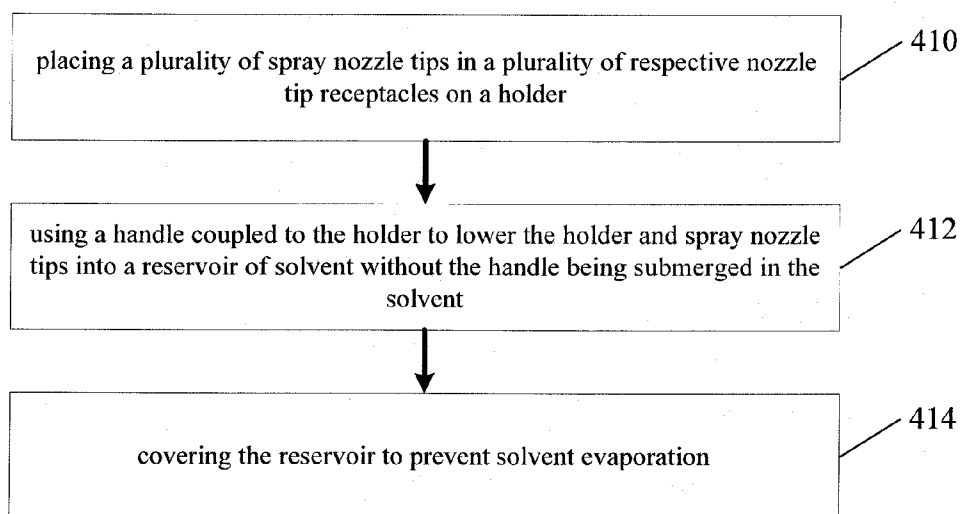 placing a plurality of spray nozzle tips in a plurality of respective nozzle
tip receptacles on a holder
410
using a handle coupled to the holder to lower the holder and spray nozzle
tips into a reservoir of solvent without the handle being submerged in the
solvent
412
covering the reservoir to prevent solvent evaporation
414